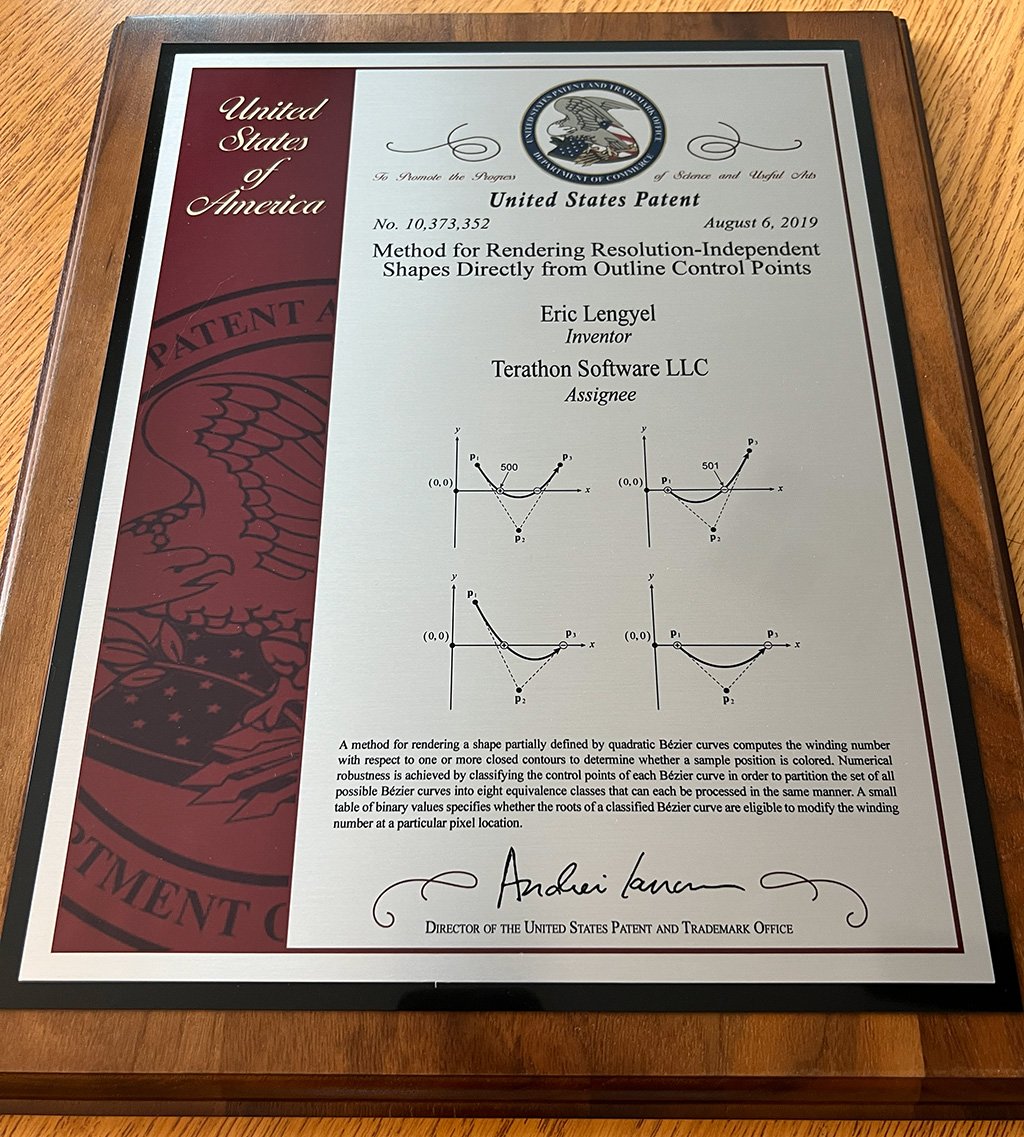 United
States
of
America
UNITED STATES PATENT AND TRADEMARK OFFICE
DEPARTMENT OF COMMERCE
To Promote the Progress
of Science and Useful Arts
United States Patent
No. 10,373,352
August 6, 2019
Method for Rendering Resolution-Independent
Shapes Directly from Outline Control Points
Eric Lengyel
Inventor
Terathon Software LLC
Assignee
PATENT A
y
p₁
500
p₃
(0,0)
x
p₂
y
p₃
501
(0,0)
p₁
x
p₂
y
p₁
(0,0)
p₃
x
p₂
y
(0,0)
p₁
p₃
x
p₂
A method for rendering a shape partially defined by quadratic Bézier curves computes the winding number
with respect to one or more closed contours to determine whether a sample position is colored. Numerical
robustness is achieved by classifying the control points of each Bézier curve in order to partition the set of all
possible Bézier curves into eight equivalence classes that can each be processed in the same manner. A small
table of binary values specifies whether the roots of a classified Bézier curve are eligible to modify the winding
number at a particular pixel location.
PTMENT O
Andrei Iancu
DIRECTOR OF THE UNITED STATES PATENT AND TRADEMARK OFFICE